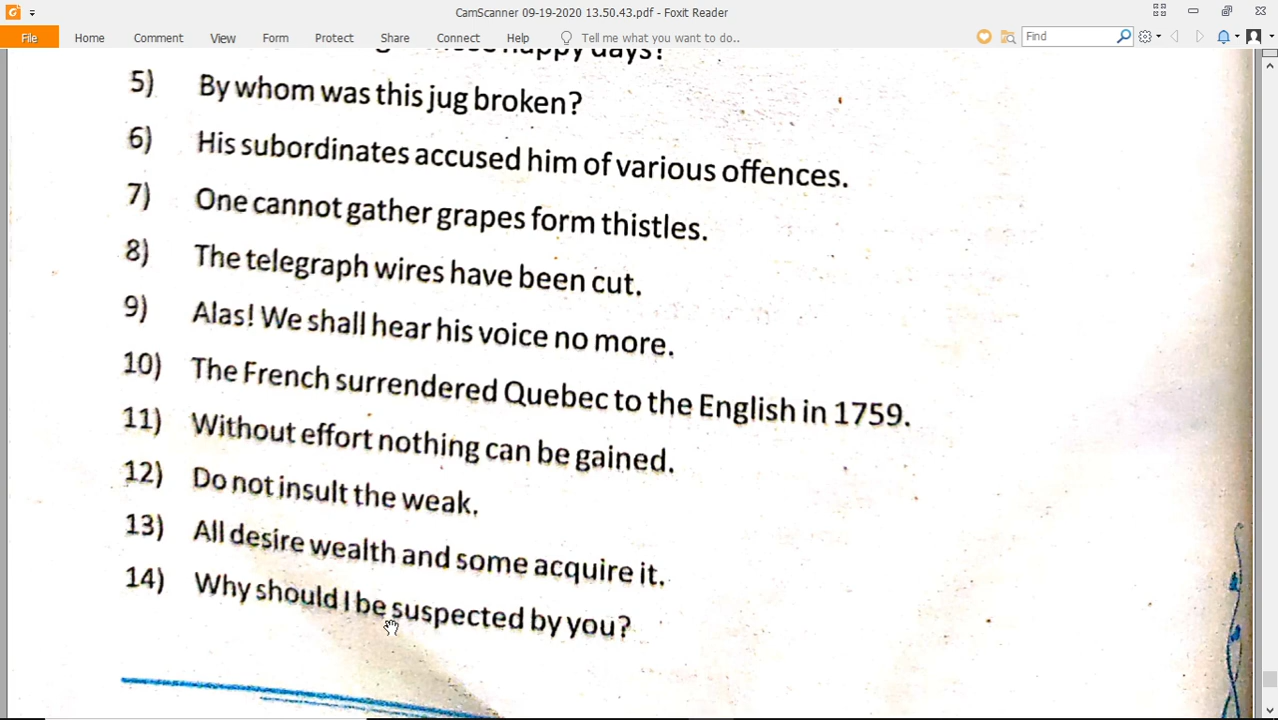 CamScanner 09-19-2020 13.50.43.pdf - Foxit Reader
File Home Comment View Form Protect Share Connect Help Tell me what you want to do.. Find
happy days?
5) By whom was this jug broken?
6) His subordinates accused him of various offences.
7) One cannot gather grapes form thistles.
8) The telegraph wires have been cut.
9) Alas! We shall hear his voice no more.
10) The French surrendered Quebec to the English in 1759.
11) Without effort nothing can be gained.
12) Do not insult the weak.
13) All desire wealth and some acquire it.
14) Why should I be suspected by you?